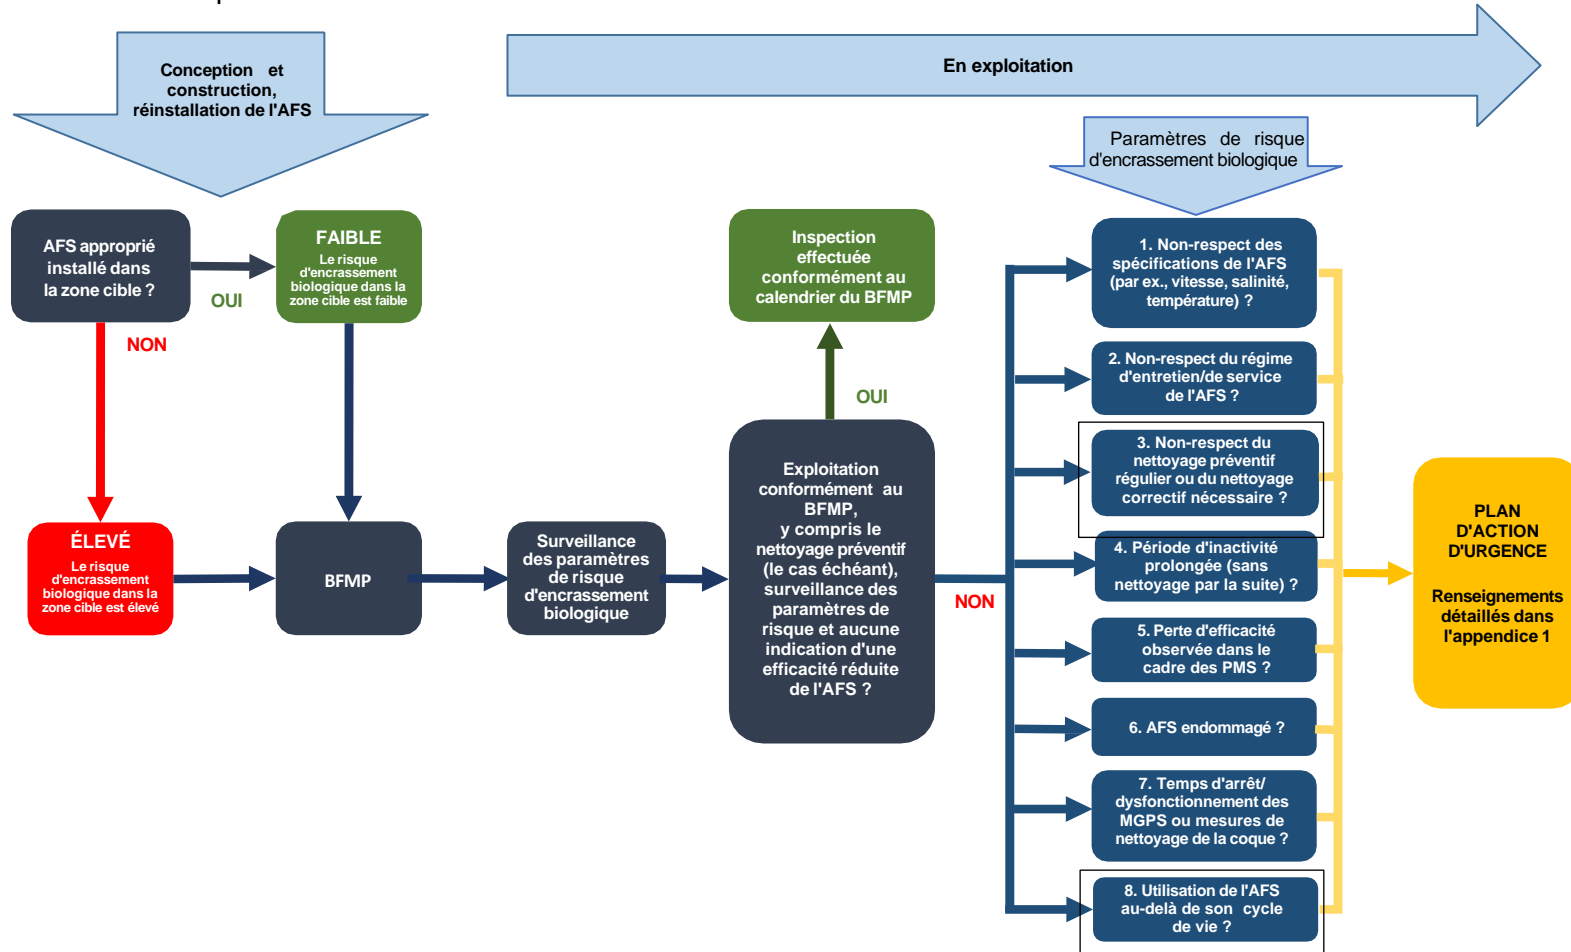 Conception et
construction,
réinstallation de l'AFS
En exploitation
Paramètres de risque
d'encrassement biologique
AFS approprié
installé dans
la zone cible ?
OUI
NON
FAIBLE
Le risque
d'encrassement
biologique dans la
zone cible est faible
ÉLEVÉ
Le risque
d'encrassement
biologique dans la
zone cible est élevé
BFMP
Surveillance
des paramètres
de risque
d'encrassement
biologique
Inspection
effectuée
conformément au
calendrier du BFMP
OUI
Exploitation
conformément au
BFMP,
y compris le
nettoyage préventif
(le cas échéant),
surveillance des
paramètres de
risque et aucune
indication d'une
efficacité réduite
de l'AFS ?
NON
1. Non-respect des
spécifications de l'AFS
(par ex., vitesse, salinité,
température) ?
2. Non-respect du régime
d'entretien/de service
de l'AFS ?
3. Non-respect du
nettoyage préventif
régulier ou du nettoyage
correctif nécessaire ?
4. Période d'inactivité
prolongée (sans
nettoyage par la suite) ?
5. Perte d'efficacité
observée dans le
cadre des PMS ?
6. AFS endommagé ?
7. Temps d'arrêt/
dysfonctionnement des
MGPS ou mesures de
nettoyage de la coque ?
8. Utilisation de l'AFS
au-delà de son cycle
de vie ?
PLAN
D'ACTION
D'URGENCE
Renseignements
détaillés dans
l'appendice 1